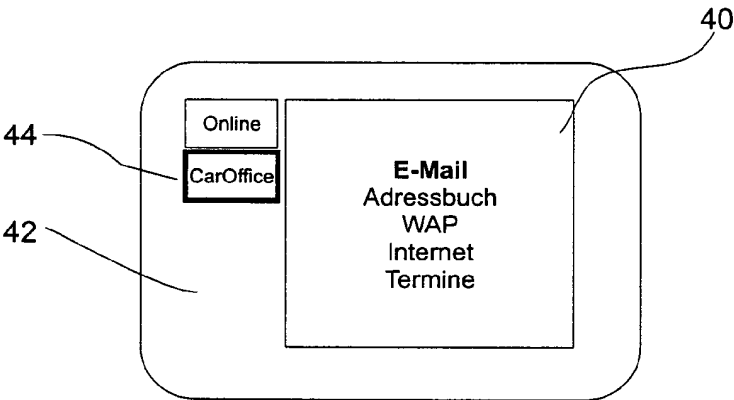 40
Online
44
CarOffice
E-Mail
Adressbuch
WAP
42
Internet
Termine